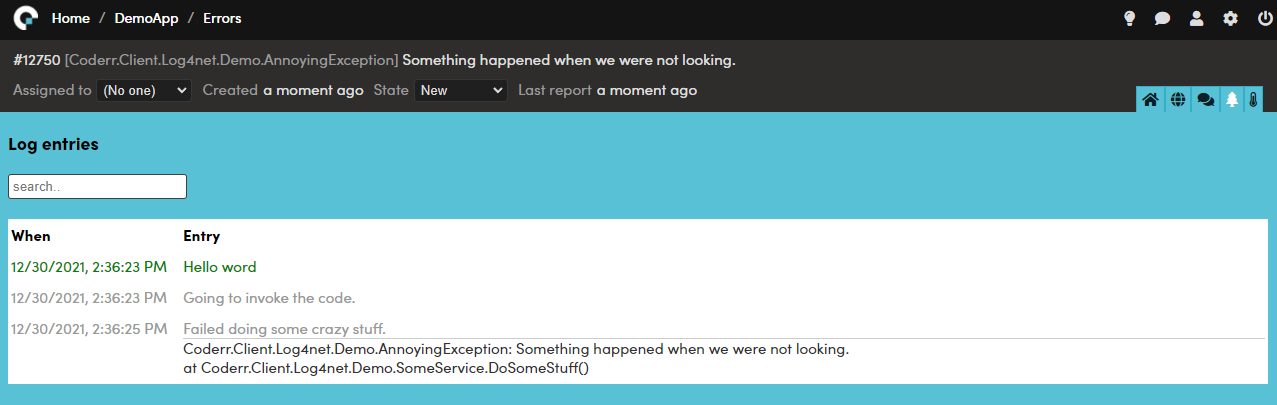 Home / DemoApp / Errors
#12750 [Coderr.Client.Log4net.Demo.AnnoyingException] Something happened when we were not looking.
Assigned to (No one) Created a moment ago State New Last report a moment ago
Log entries
search..
When Entry
12/30/2021, 2:36:23 PM Hello word
12/30/2021, 2:36:23 PM Going to invoke the code.
12/30/2021, 2:36:25 PM Failed doing some crazy stuff.
Coderr.Client.Log4net.Demo.AnnoyingException: Something happened when we were not looking.
at Coderr.Client.Log4net.Demo.SomeService.DoSomeStuff()